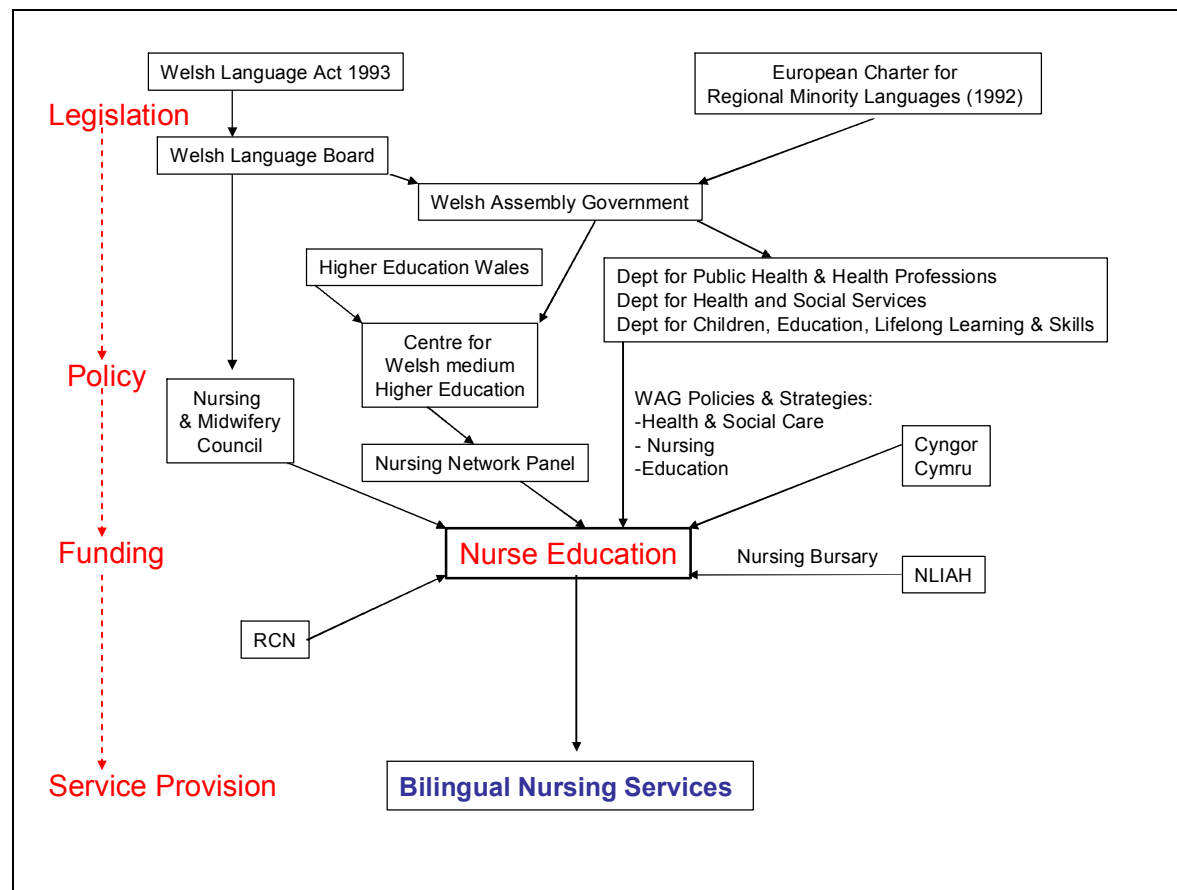 Welsh Language Act 1993
European Charter for
Regional Minority Languages (1992)
Legislation
Welsh Language Board
Welsh Assembly Government
Higher Education Wales
Dept for Public Health & Health Professions
Dept for Health and Social Services
Dept for Children, Education, Lifelong Learning & Skills
Centre for
Welsh medium
Higher Education
Policy
Nursing
& Midwifery
Council
WAG Policies & Strategies:
-Health & Social Care
- Nursing
-Education
Nursing Network Panel
Cyngor
Cymru
Funding
Nurse Education
Nursing Bursary
NLIAH
RCN
Service Provision
Bilingual Nursing Services